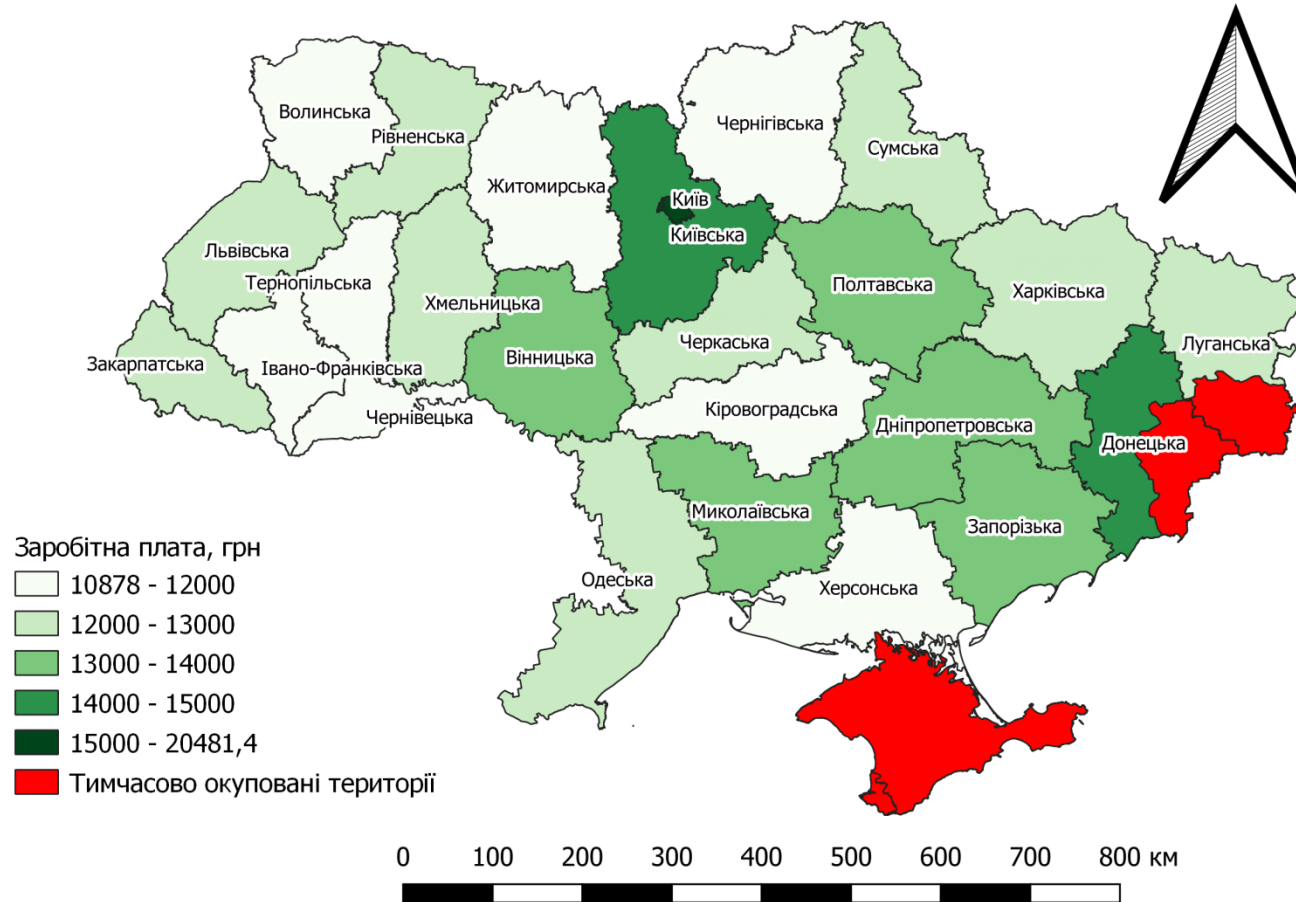 Волинська
Рівненська
Житомирська
Чернігівська
Сумська
Київ
Київська
Львівська
Тернопільська
Хмельницька
Полтавська
Харківська
Луганська
Закарпатська
Івано-Франківська
Вінницька
Черкаська
Чернівецька
Кіровоградська
Дніпропетровська
Донецька
Миколаївська
Запорізька
Одеська
Херсонська
Заробітна плата, грн
10878 - 12000
12000 - 13000
13000 - 14000
14000 - 15000
15000 - 20481,4
Тимчасово окуповані території
0 100 200 300 400 500 600 700 800 км